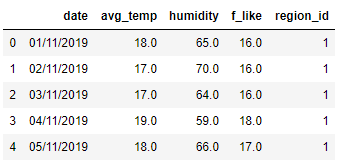 date avg_temp humidity f_like region_id
0 01/11/2019 18.0 65.0 16.0 1
1 02/11/2019 17.0 70.0 16.0 1
2 03/11/2019 17.0 64.0 16.0 1
3 04/11/2019 19.0 59.0 18.0 1
4 05/11/2019 18.0 66.0 17.0 1